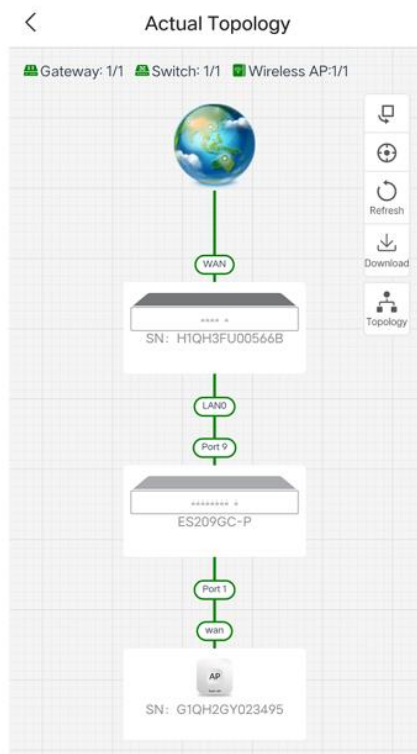 Actual Topology
Gateway: 1/1 Switch: 1/1 Wireless AP:1/1
Refresh
WAN
Download
SN: H1QH3FU00566B
Topology
LAN0
Port 9
ES209GC-P
Port 1
wan
AP
SN: G1QH2GY023495